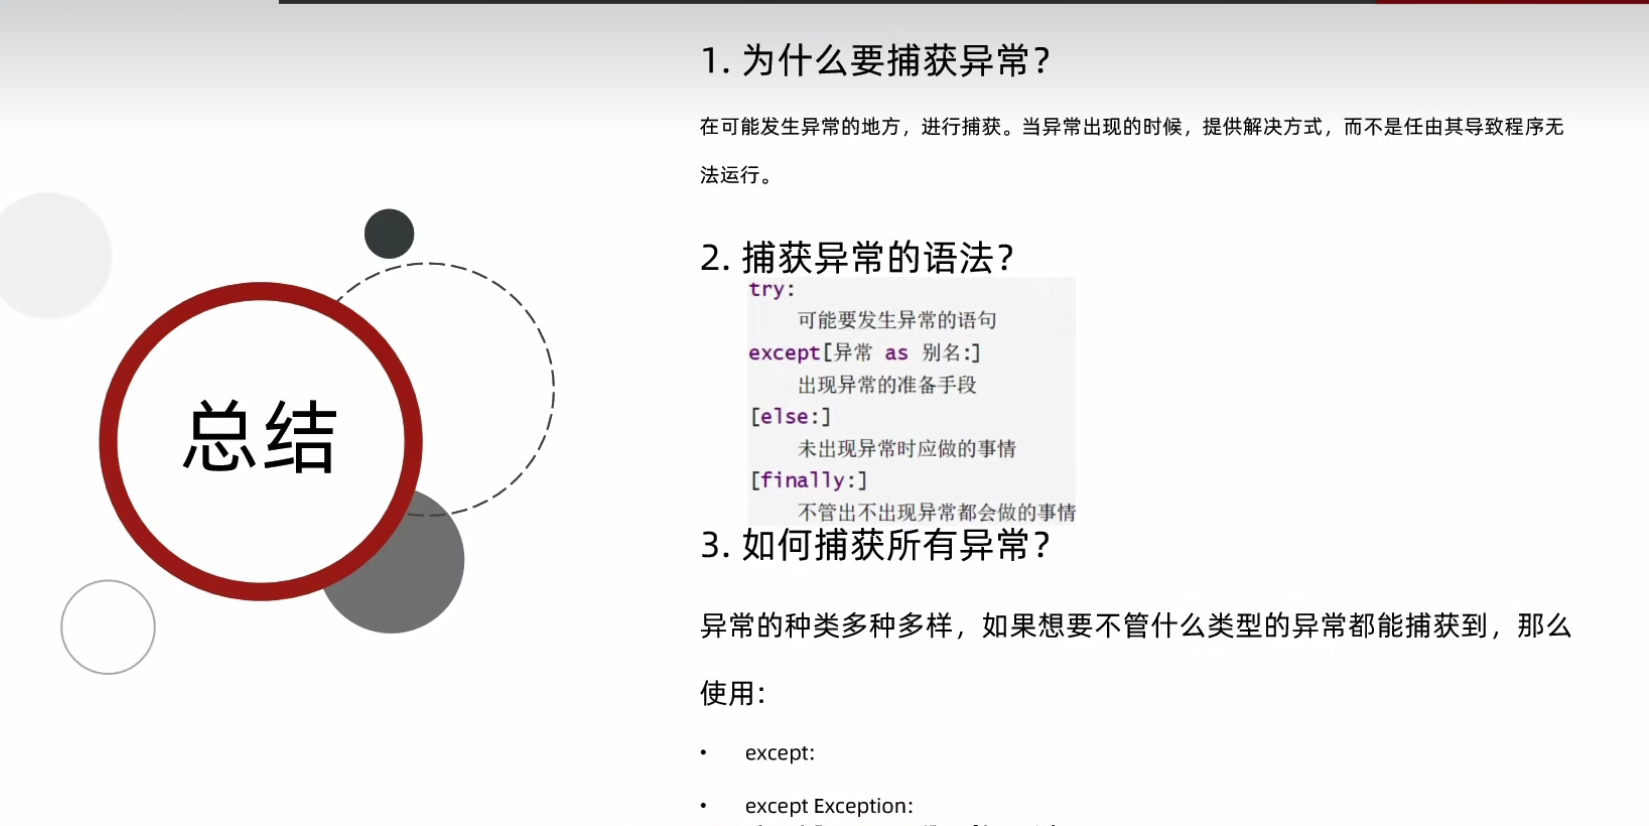 总结
1. 为什么要捕获异常？
在可能发生异常的地方，进行捕获。当异常出现的时候，提供解决方式，而不是任由其导致程序无
法运行。
2. 捕获异常的语法？
try:
可能要发生异常的语句
except[异常 as 别名:]
出现异常的准备手段
[else:]
未出现异常时应做的事情
[finally:]
不管出不出现异常都会做的事情
3. 如何捕获所有异常？
异常的种类多种多样，如果想要不管什么类型的异常都能捕获到，那么
使用：
• except:
• except Exception: